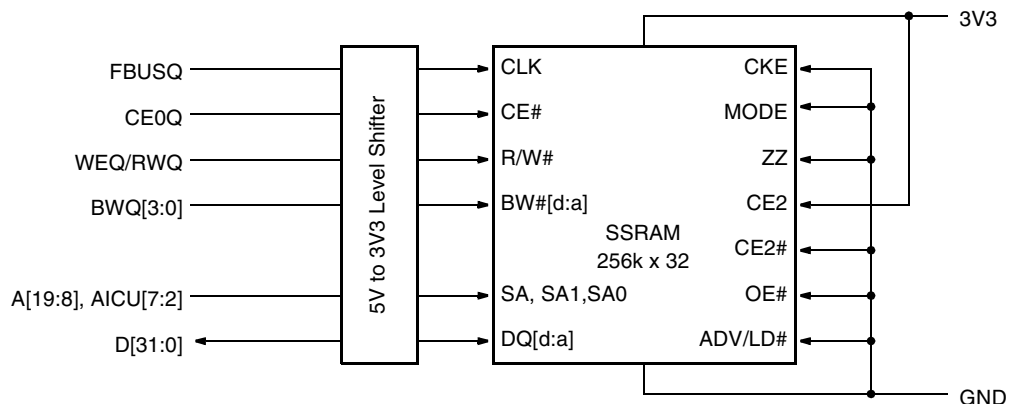 3V3
FBUSQ
CE0Q
WEQ/RWQ
BWQ[3:0]
A[19:8], AICU[7:2]
D[31:0]
5V to 3V3 Level Shifter
CLK
CE#
R/W#
BW#[d:a]
SA, SA1,SA0
DQ[d:a]
SSRAM
256k x 32
CKE
MODE
ZZ
CE2
CE2#
OE#
ADV/LD#
GND